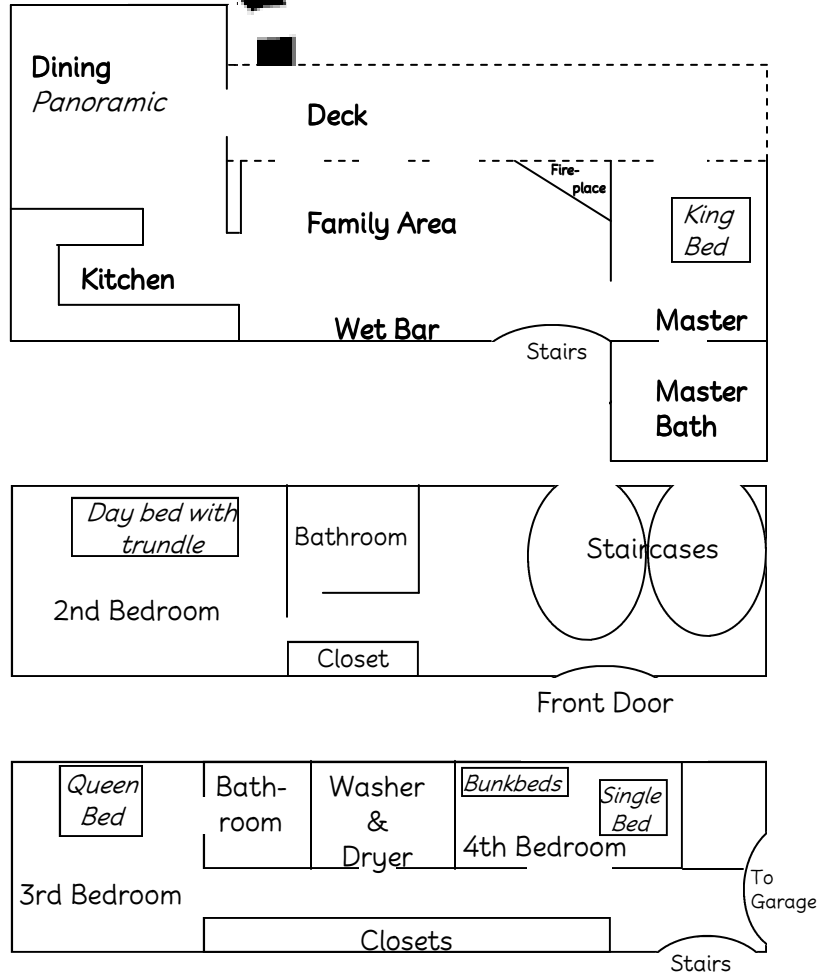 Dining
Panoramic
Deck
Fire-
place
Family Area
King
Bed
Kitchen
Wet Bar
Master
Stairs
Master
Bath
Day bed with
trundle
Bathroom
Staircases
2nd Bedroom
Closet
Front Door
Queen
Bed
Bath-
room
Washer
&
Dryer
Bunkbeds
Single
Bed
4th Bedroom
3rd Bedroom
To
Garage
Closets
Stairs